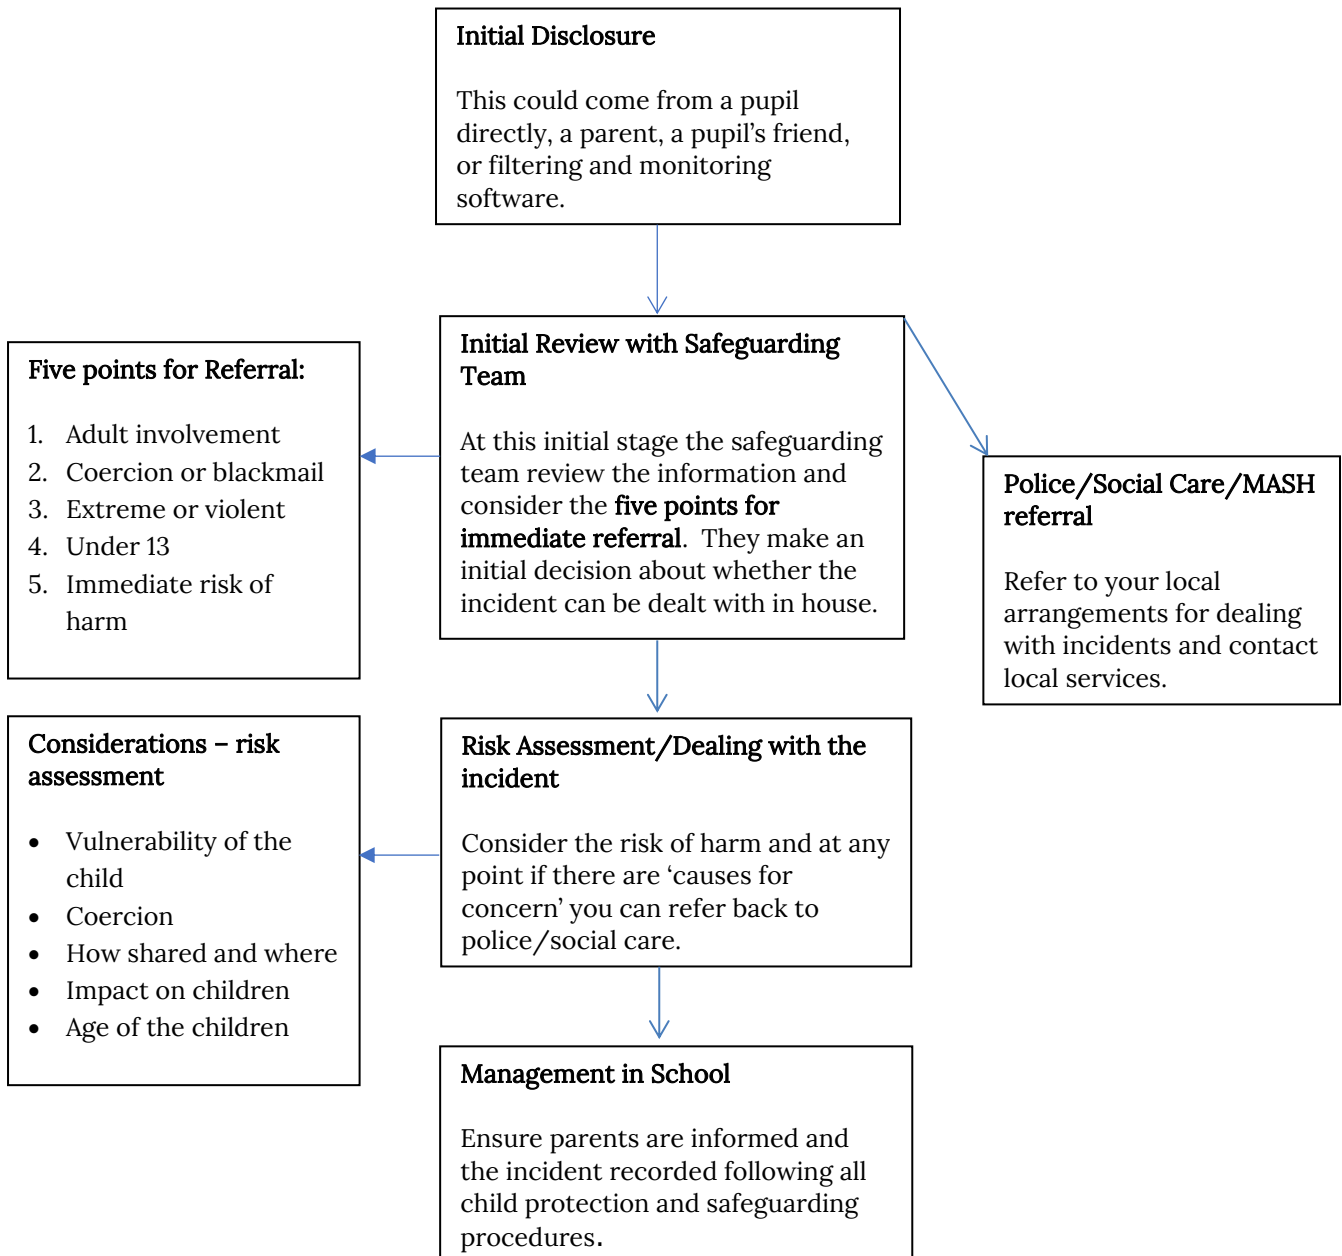 Initial Disclosure
This could come from a pupil
directly, a parent, a pupil’s friend,
or filtering and monitoring
software.
Five points for Referral:
1. Adult involvement
2. Coercion or blackmail
3. Extreme or violent
4. Under 13
5. Immediate risk of
harm
Initial Review with Safeguarding
Team
At this initial stage the safeguarding
team review the information and
consider the five points for
immediate referral. They make an
initial decision about whether the
incident can be dealt with in house.
Police/Social Care/MASH
referral
Refer to your local
arrangements for dealing
with incidents and contact
local services.
Considerations – risk
assessment
• Vulnerability of the
child
• Coercion
• How shared and where
• Impact on children
• Age of the children
Risk Assessment/Dealing with the
incident
Consider the risk of harm and at any
point if there are ‘causes for
concern’ you can refer back to
police/social care.
Management in School
Ensure parents are informed and
the incident recorded following all
child protection and safeguarding
procedures.